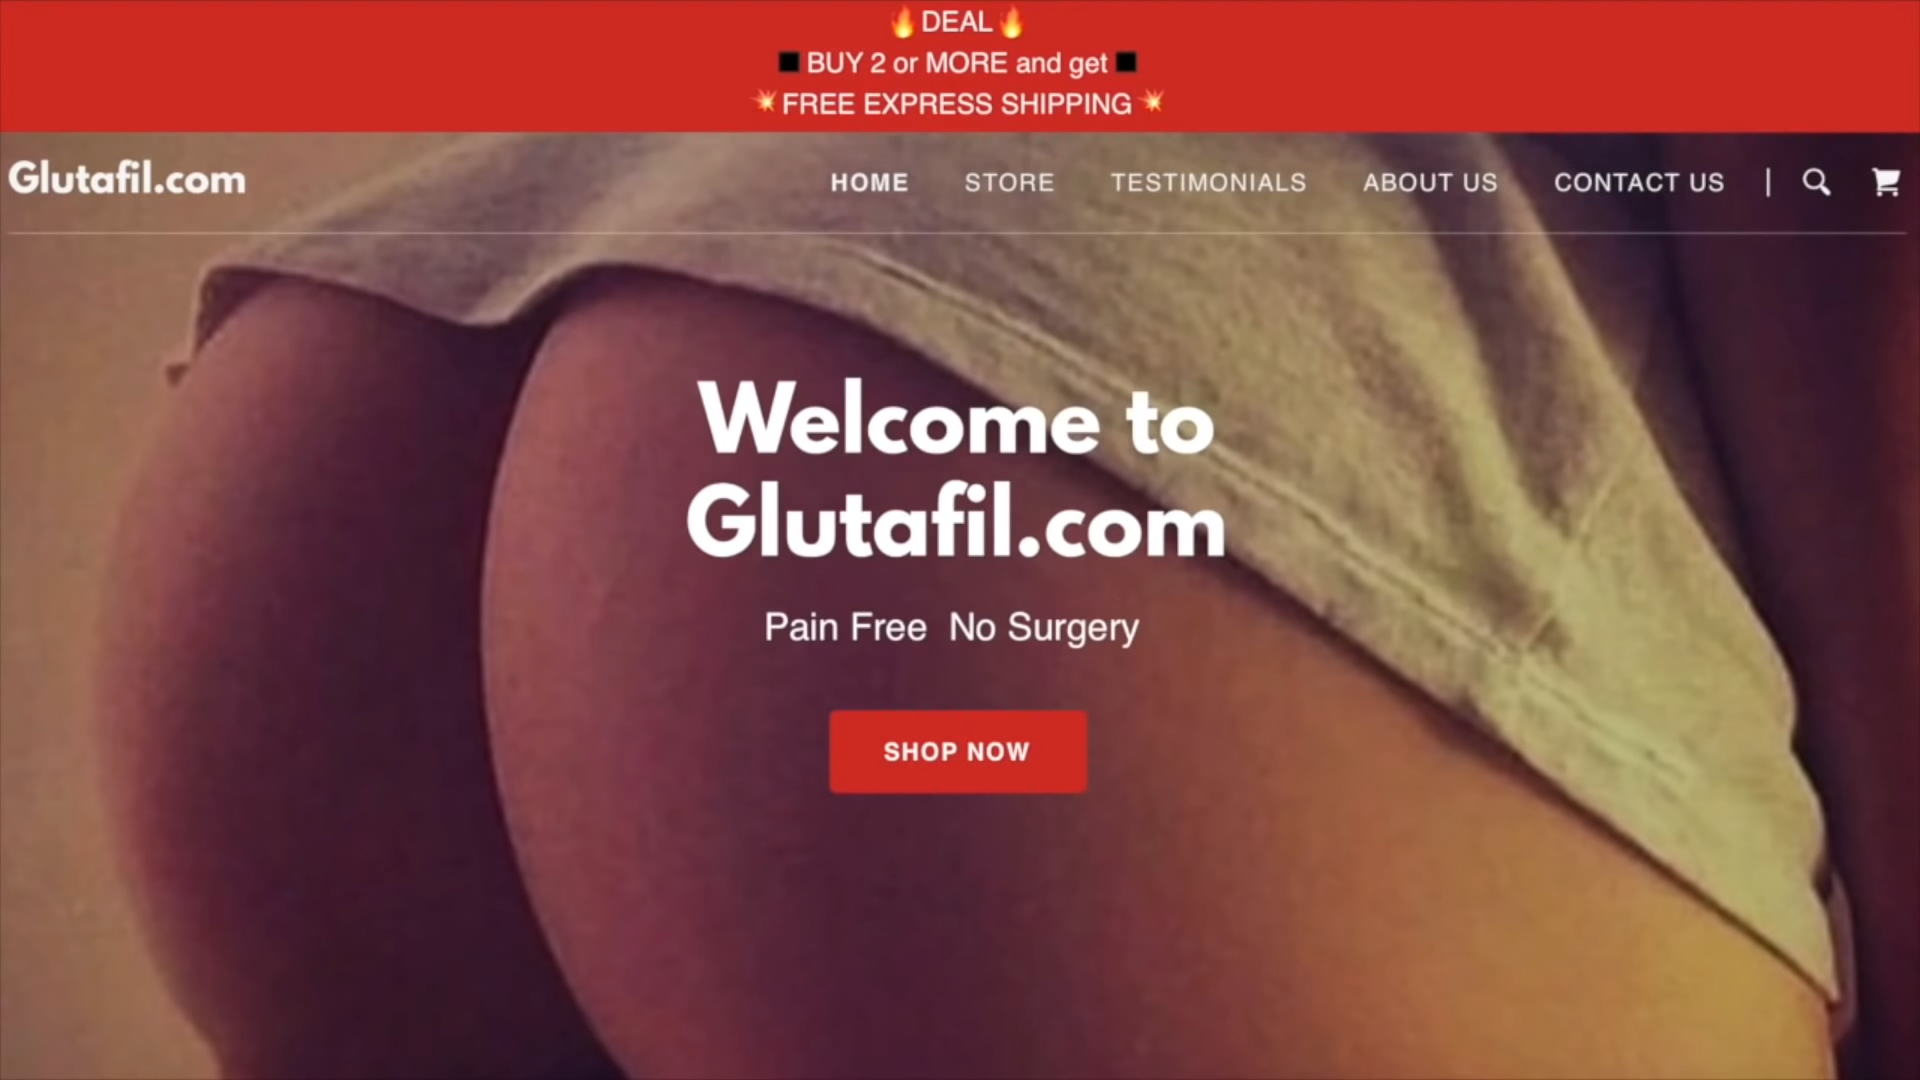 🔥DEAL🔥
■ BUY 2 or MORE and get ■
💥FREE EXPRESS SHIPPING💥
Glutafil.com
HOME STORE TESTIMONIALS ABOUT US CONTACT US |
Welcome to
Glutafil.com
Pain Free No Surgery
SHOP NOW